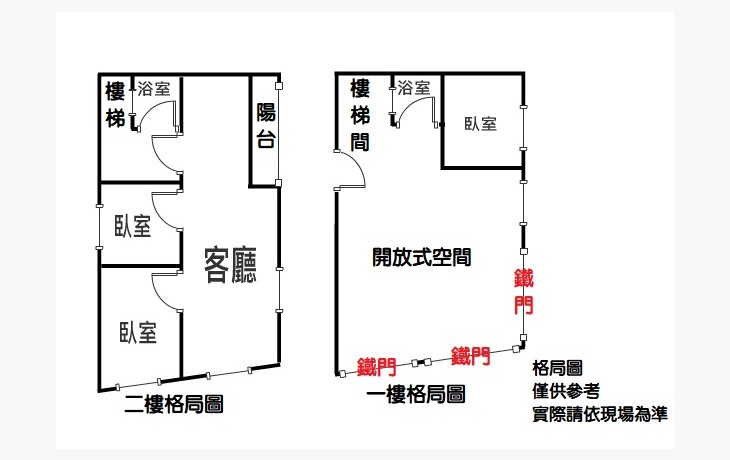 樓梯
浴室
陽台
臥室
客廳
臥室
二樓格局圖
樓梯間
浴室
臥室
開放式空間
鐵門
鐵門
鐵門
一樓格局圖
格局圖
僅供參考
實際請依現場為準